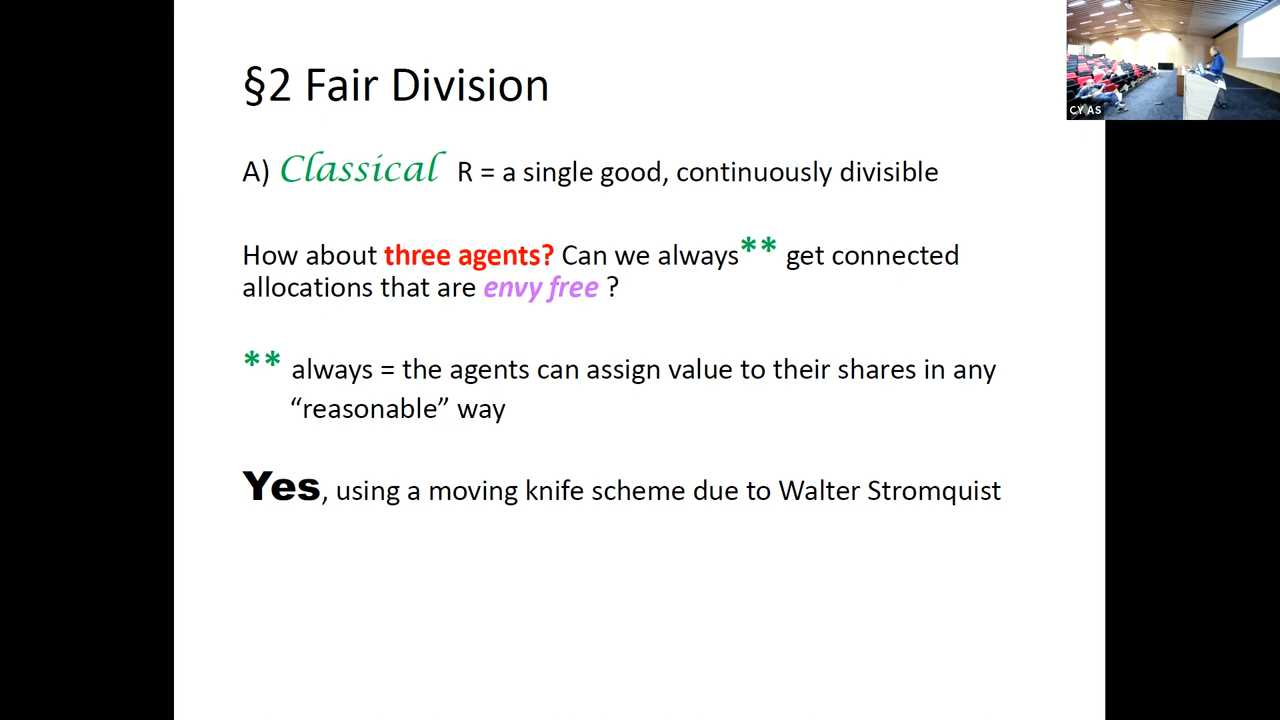 §2 Fair Division
CY AS
A) Classical R = a single good, continuously divisible
How about three agents? Can we always** get connected
allocations that are envy free ?
** always = the agents can assign value to their shares in any
“reasonable” way
Yes, using a moving knife scheme due to Walter Stromquist